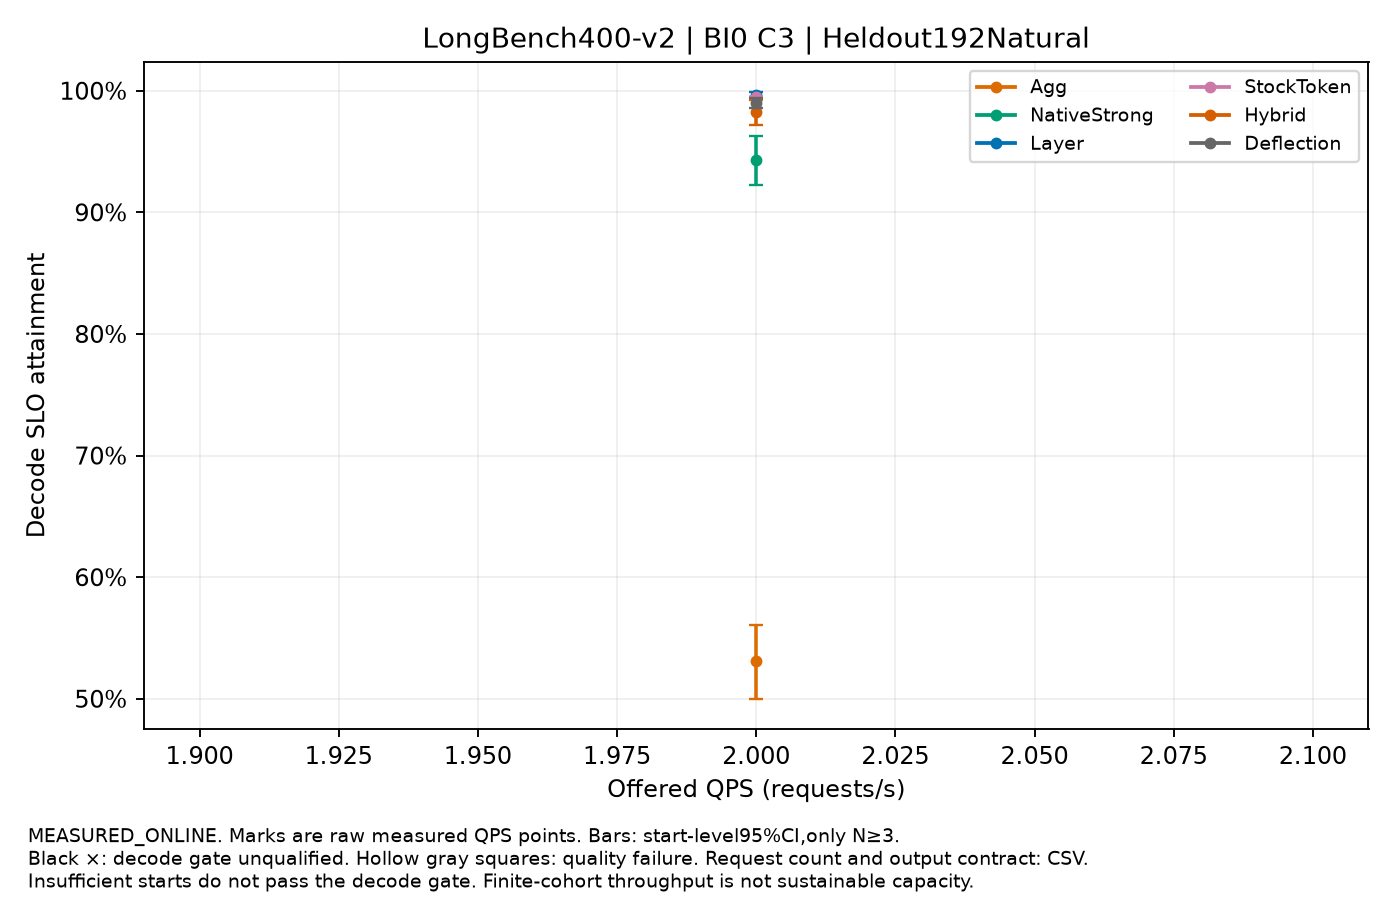 LongBench400-v2 | BI0 C3 | Heldout192Natural
Agg
NativeStrong
Layer
StockToken
Hybrid
Deflection
Decode SLO attainment
100%
90%
80%
70%
60%
50%
1.900
1.925
1.950
1.975
2.000
2.025
2.050
2.075
2.100
Offered QPS (requests/s)
MEASURED_ONLINE. Marks are raw measured QPS points. Bars: start-level95%CI,only N≥3.
Black ×: decode gate unqualified. Hollow gray squares: quality failure. Request count and output contract: CSV.
Insufficient starts do not pass the decode gate. Finite-cohort throughput is not sustainable capacity.